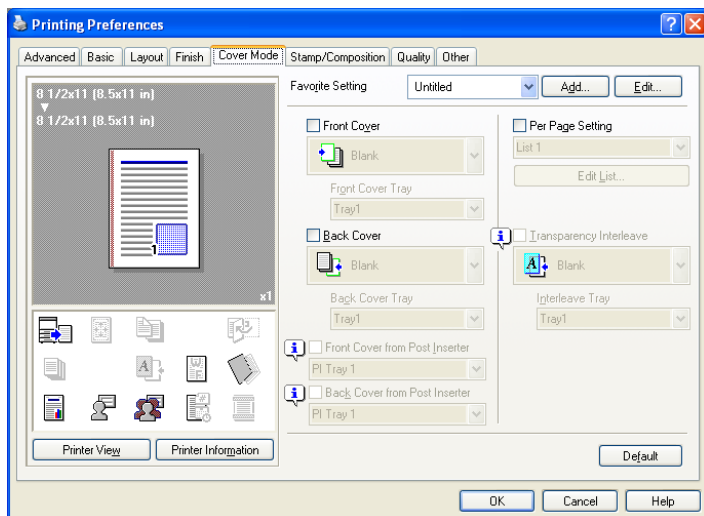 Printing Preferences
Advanced Basic Layout Finish Cover Mode Stamp/Composition Quality Other
8 1/2x11 (8.5x11 in)
8 1/2x11 (8.5x11 in)
1
x1
Printer View Printer Information
Favorite Setting Untitled Add... Edit...
Front Cover
Blank
Front Cover Tray
Tray1
Back Cover
Blank
Back Cover Tray
Tray1
Front Cover from Post Inserter
PI Tray 1
Back Cover from Post Inserter
PI Tray 1
Per Page Setting
List 1
Edit List...
Transparency Interleave
A Blank
Interleave Tray
Tray1
Default
OK Cancel Help